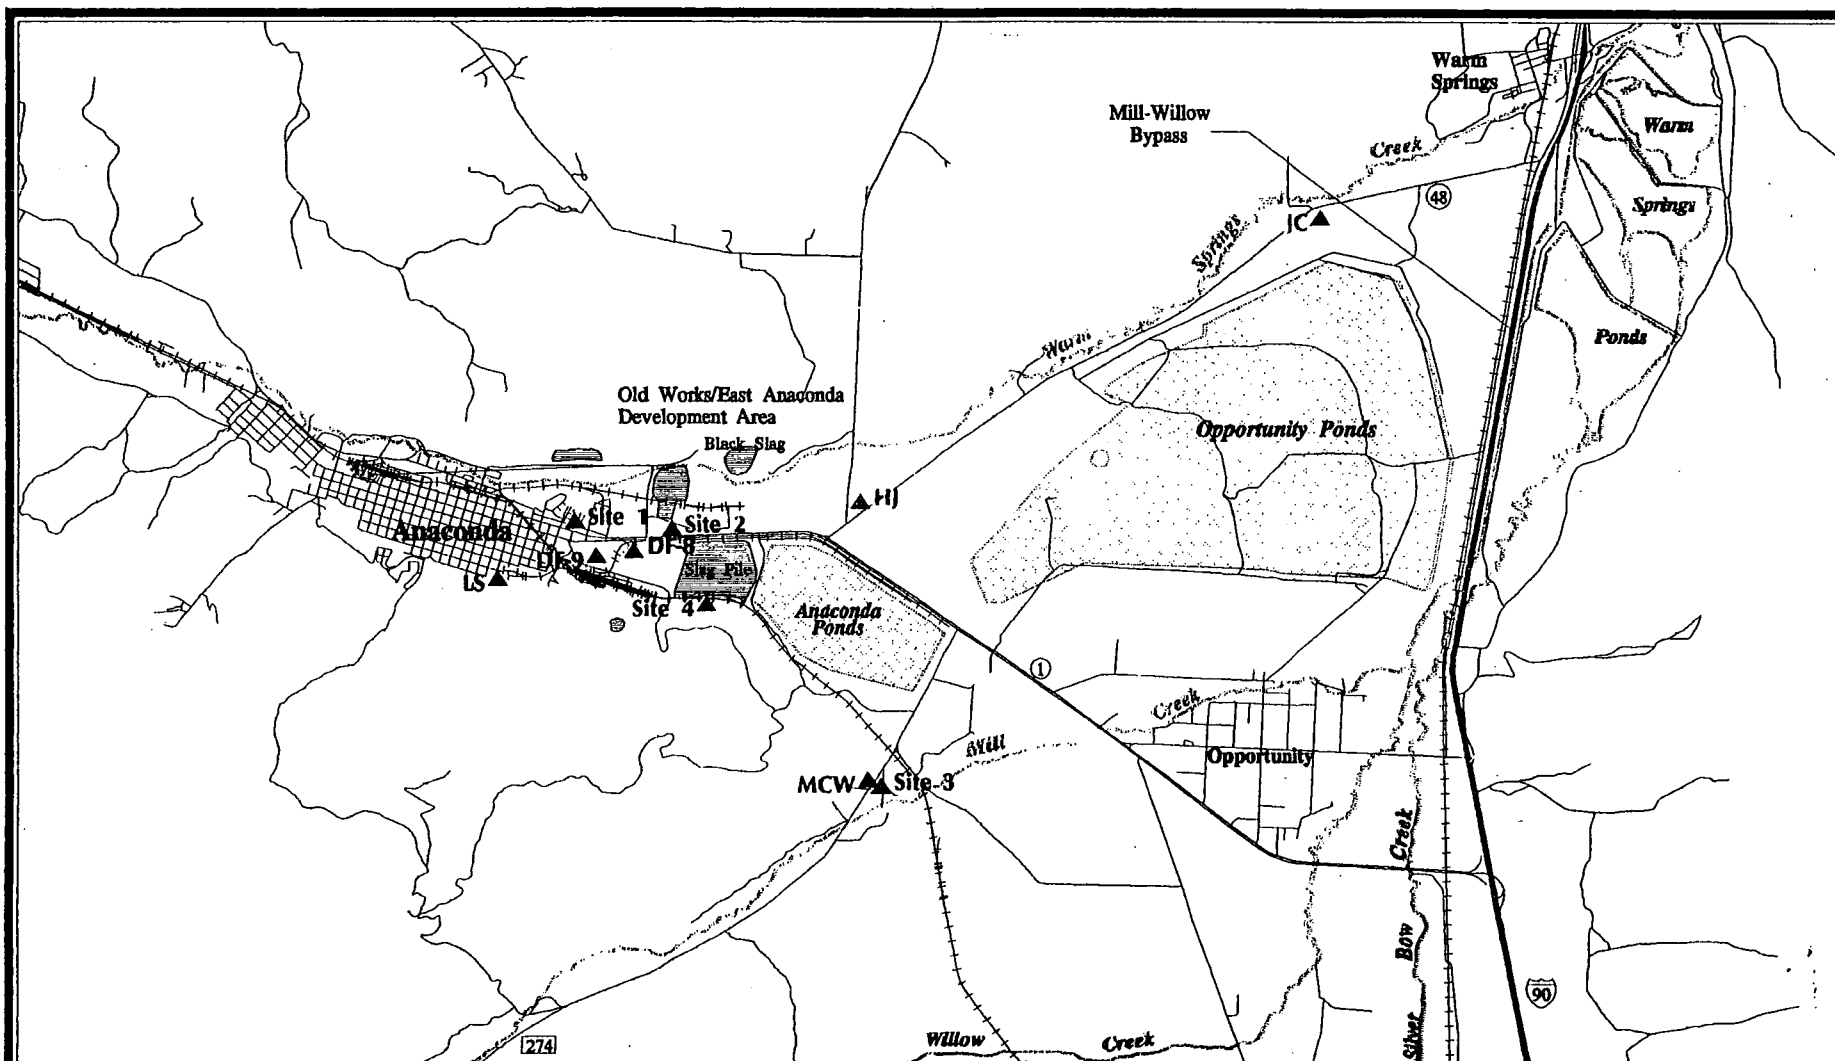 Warm
Springs
Mill-Willow
Bypass
Creek
Warm
48
Springs
JC
Springs
Warm
Ponds
Old Works/East Anaconda
Development Area
Black Slag
Opportunity Ponds
HJ
Site 1
Site 2
Anaconda
DF-8
DF-9
Slag Pile
LS
Site 4
Anaconda
Ponds
1
Creek
Mill
Opportunity
MCW
Site-3
Creek
Bow
Silver
90
274
Willow Creek